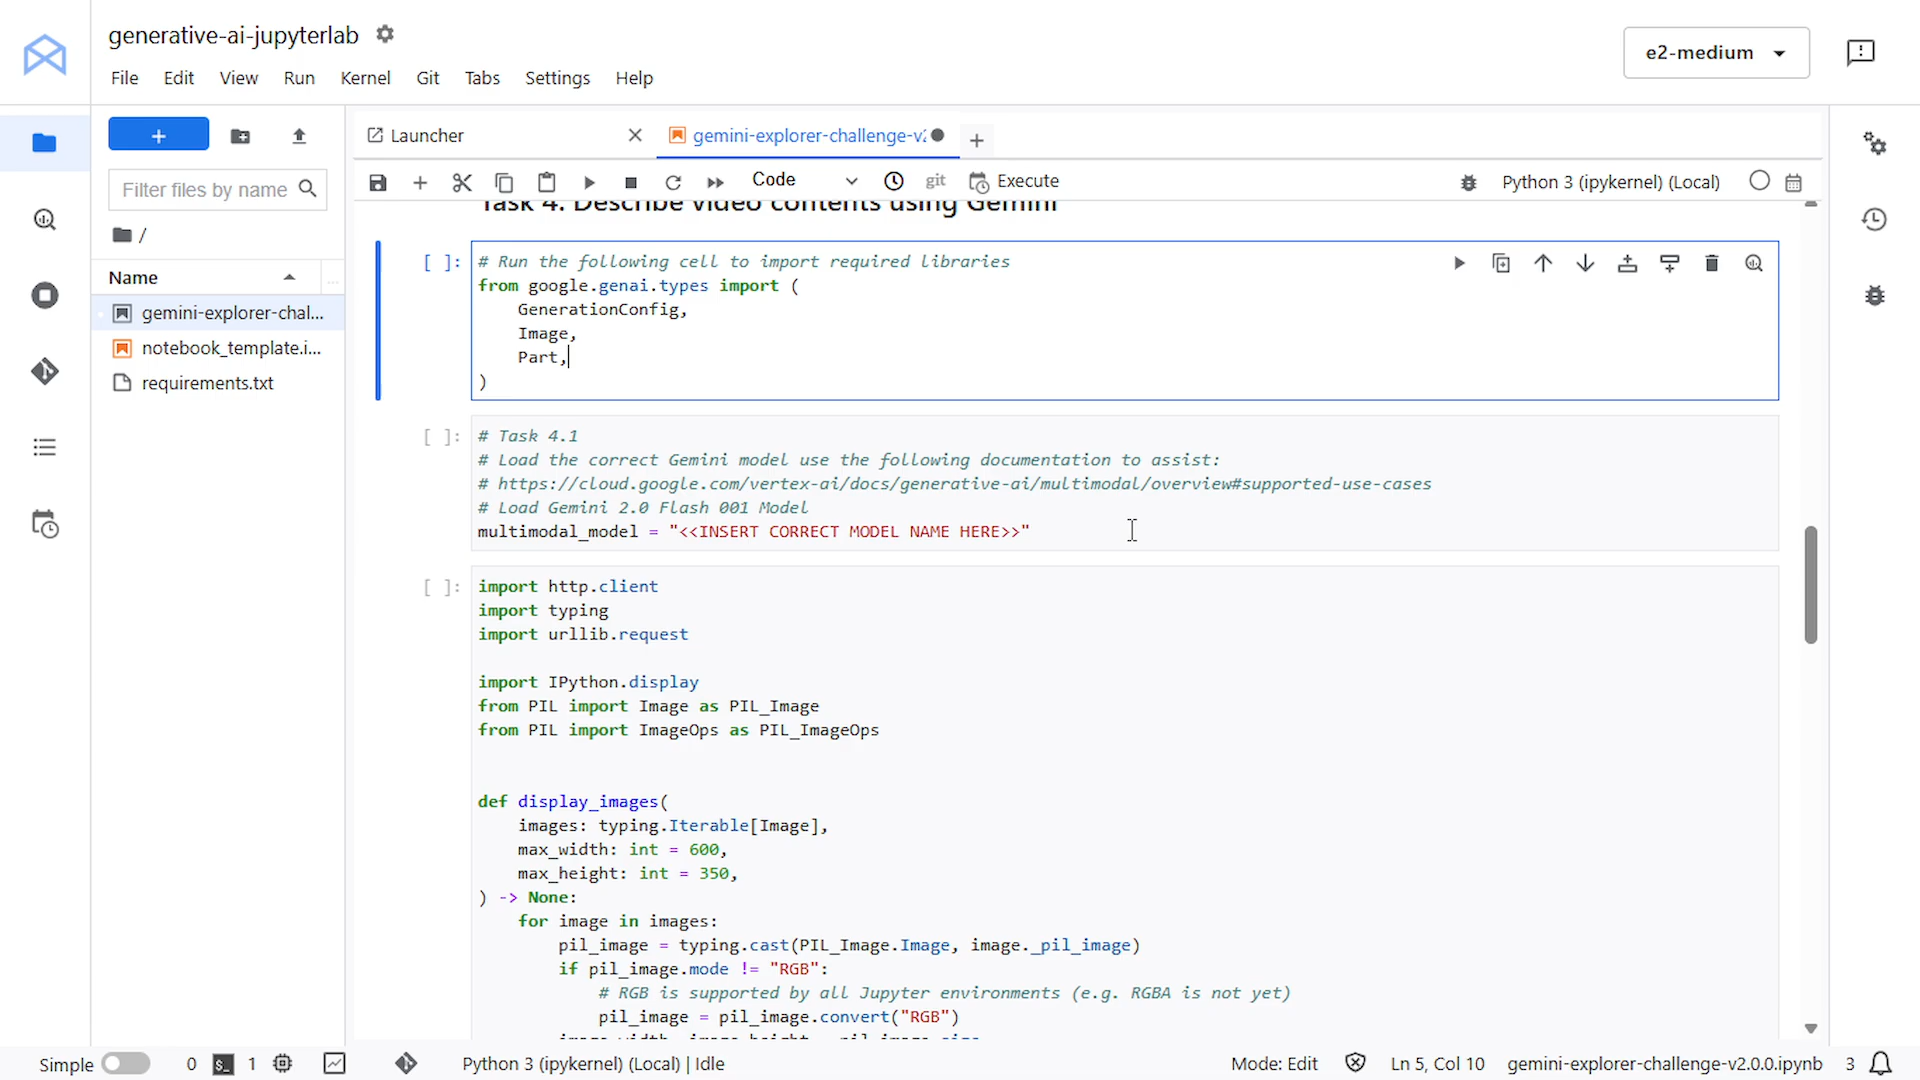 generative-ai-jupyterlab
File Edit View Run Kernel Git Tabs Settings Help
e2-medium
Launcher
gemini-explorer-challenge-v
Filter files by name
/
Name
gemini-explorer-chal...
notebook_template.i...
requirements.txt
Code
git
Execute
Python 3 (ipykernel) (Local)
Task 4. Describe video contents using Gemini
[ ]:
# Run the following cell to import required libraries
from google.genai.types import (
GenerationConfig,
Image,
Part,
)
[ ]:
# Task 4.1
# Load the correct Gemini model use the following documentation to assist:
# https://cloud.google.com/vertex-ai/docs/generative-ai/multimodal/overview#supported-use-cases
# Load Gemini 2.0 Flash 001 Model
multimodal_model = "<<INSERT CORRECT MODEL NAME HERE>>"
[ ]:
import http.client
import typing
import urllib.request
import IPython.display
from PIL import Image as PIL_Image
from PIL import ImageOps as PIL_ImageOps
def display_images(
images: typing.Iterable[Image],
max_width: int = 600,
max_height: int = 350,
) -> None:
for image in images:
pil_image = typing.cast(PIL_Image.Image, image._pil_image)
if pil_image.mode != "RGB":
# RGB is supported by all Jupyter environments (e.g. RGBA is not yet)
pil_image = pil_image.convert("RGB")
Simple
0
1
Python 3 (ipykernel) (Local) | Idle
Mode: Edit
Ln 5, Col 10
gemini-explorer-challenge-v2.0.0.ipynb
3